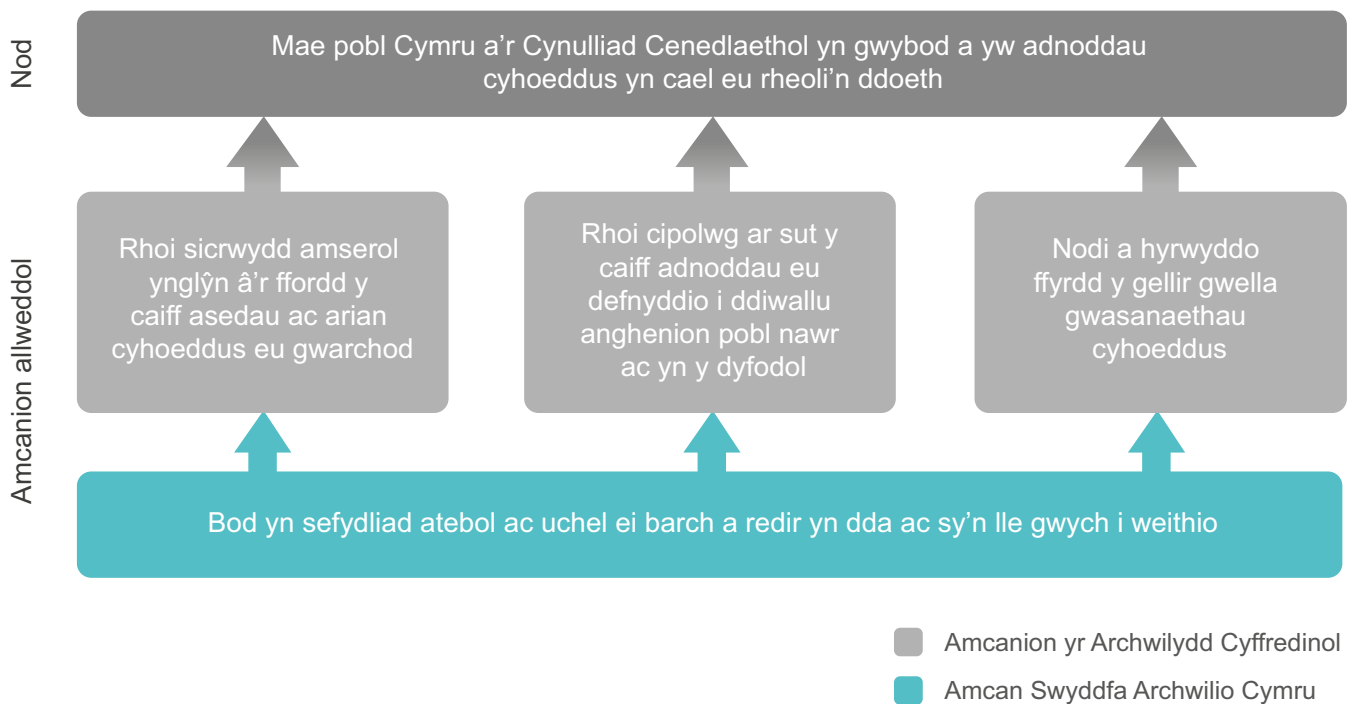 Nod
Mae pobl Cymru a'r Cynulliad Cenedlaethol yn gwybod a yw adnoddau
cyhoeddus yn cael eu rheoli'n ddoeth
Amcanion allweddol
Rhoi sicrwydd amserol
ynglŷn â'r ffordd y
caiff asedau ac arian
cyhoeddus eu gwarchod
Rhoi cipolwg ar sut y
caiff adnoddau eu
defnyddio i ddiwallu
anghenion pobl nawr
ac yn y dyfodol
Nodi a hyrwyddo
ffyrdd y gellir gwella
gwasanaethau
cyhoeddus
Bod yn sefydliad atebol ac uchel ei barch a redir yn dda ac sy'n lle gwych i weithio
Amcanion yr Archwilydd Cyffredinol
Amcan Swyddfa Archwilio Cymru